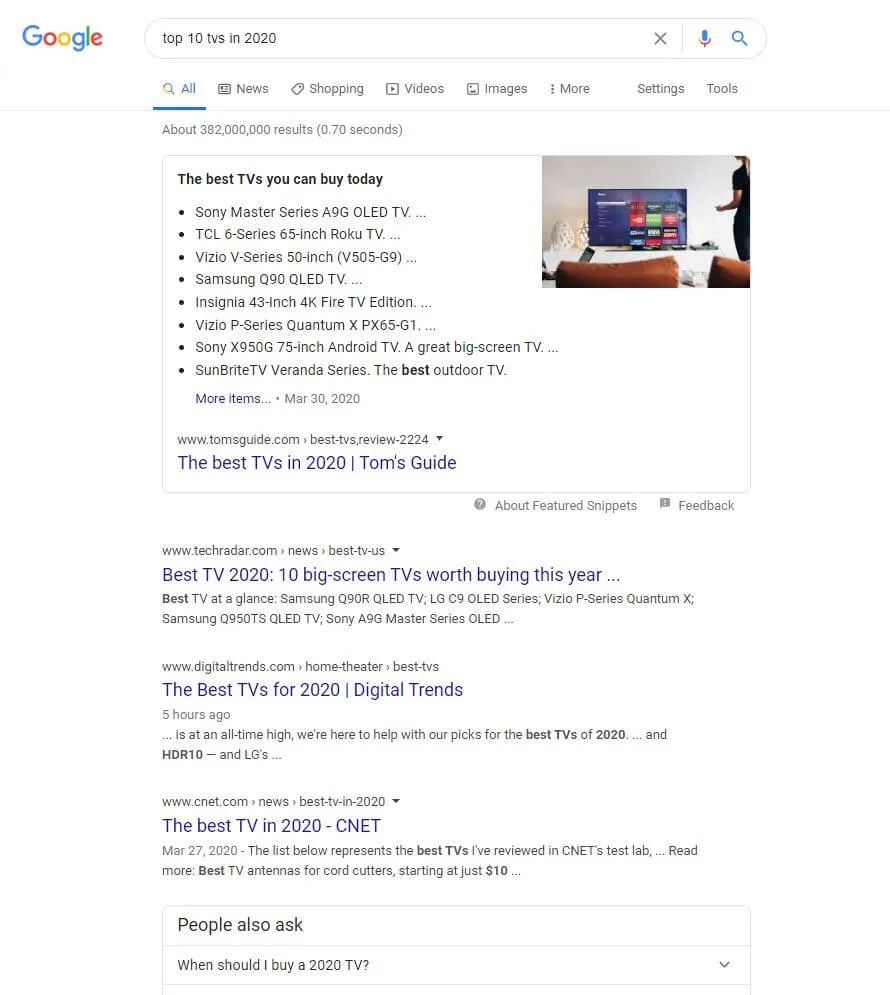 Google
top 10 tvs in 2020
All News Shopping Videos Images More Settings Tools
About 382,000,000 results (0.70 seconds)
The best TVs you can buy today
• Sony Master Series A9G OLED TV. ...
• TCL 6-Series 65-inch Roku TV. ...
• Vizio V-Series 50-inch (V505-G9) ...
• Samsung Q90 QLED TV. ...
• Insignia 43-Inch 4K Fire TV Edition. ...
• Vizio P-Series Quantum X PX65-G1. ...
• Sony X950G 75-inch Android TV. A great big-screen TV. ...
• SunBriteTV Veranda Series. The best outdoor TV.
More items... • Mar 30, 2020
www.tomsguide.com › best-tvs,review-2224
The best TVs in 2020 | Tom's Guide
About Featured Snippets Feedback
www.techradar.com › news › best-tv-us
Best TV 2020: 10 big-screen TVs worth buying this year ...
Best TV at a glance: Samsung Q90R QLED TV; LG C9 OLED Series; Vizio P-Series Quantum X;
Samsung Q950TS QLED TV; Sony A9G Master Series OLED ...
www.digitaltrends.com › home-theater › best-tvs
The Best TVs for 2020 | Digital Trends
5 hours ago
... is at an all-time high, we're here to help with our picks for the best TVs of 2020. ... and
HDR10 — and LG's ...
www.cnet.com › news › best-tv-in-2020
The best TV in 2020 - CNET
Mar 27, 2020 - The list below represents the best TVs I've reviewed in CNET's test lab, ... Read
more: Best TV antennas for cord cutters, starting at just $10 ...
People also ask
When should I buy a 2020 TV?